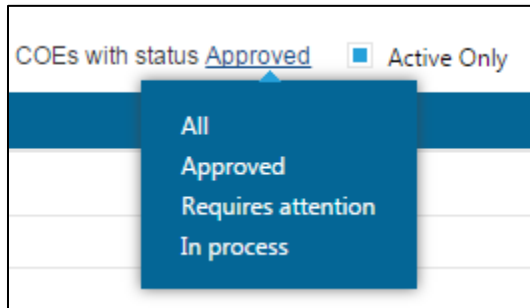 COEs with status Approved Active Only
All
Approved
Requires attention
In process